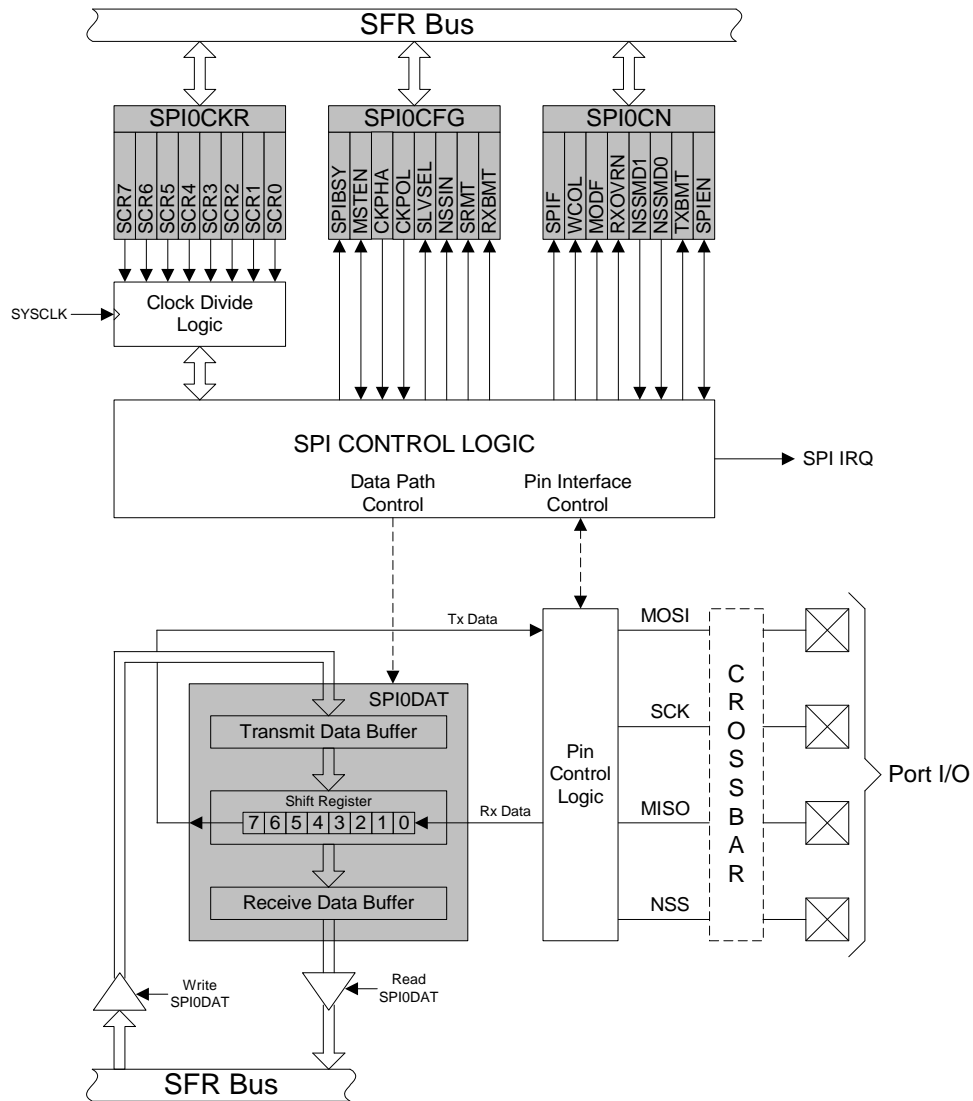 SFR Bus
SPI0CKR
SPI0CFG
SPI0CN
SCR7
SCR6
SCR5
SCR4
SCR3
SCR2
SCR1
SCR0
SPIBSY
MSTEN
CKPHA
CKPOL
SLVSEL
NSSIN
SRMT
RXBMT
SPIF
WCOL
MODF
RXOVRN
NSSMD1
NSSMD0
TXBMT
SPIEN
SYSCLK
Clock Divide
Logic
SPI CONTROL LOGIC
SPI IRQ
Data Path
Control
Pin Interface
Control
Tx Data
MOSI
SPI0DAT
Transmit Data Buffer
SCK
Shift Register
7 6 5 4 3 2 1 0
Rx Data
Pin
Control
Logic
MISO
Receive Data Buffer
NSS
CROSSBAR
Port I/O
Write
SPI0DAT
Read
SPI0DAT
SFR Bus